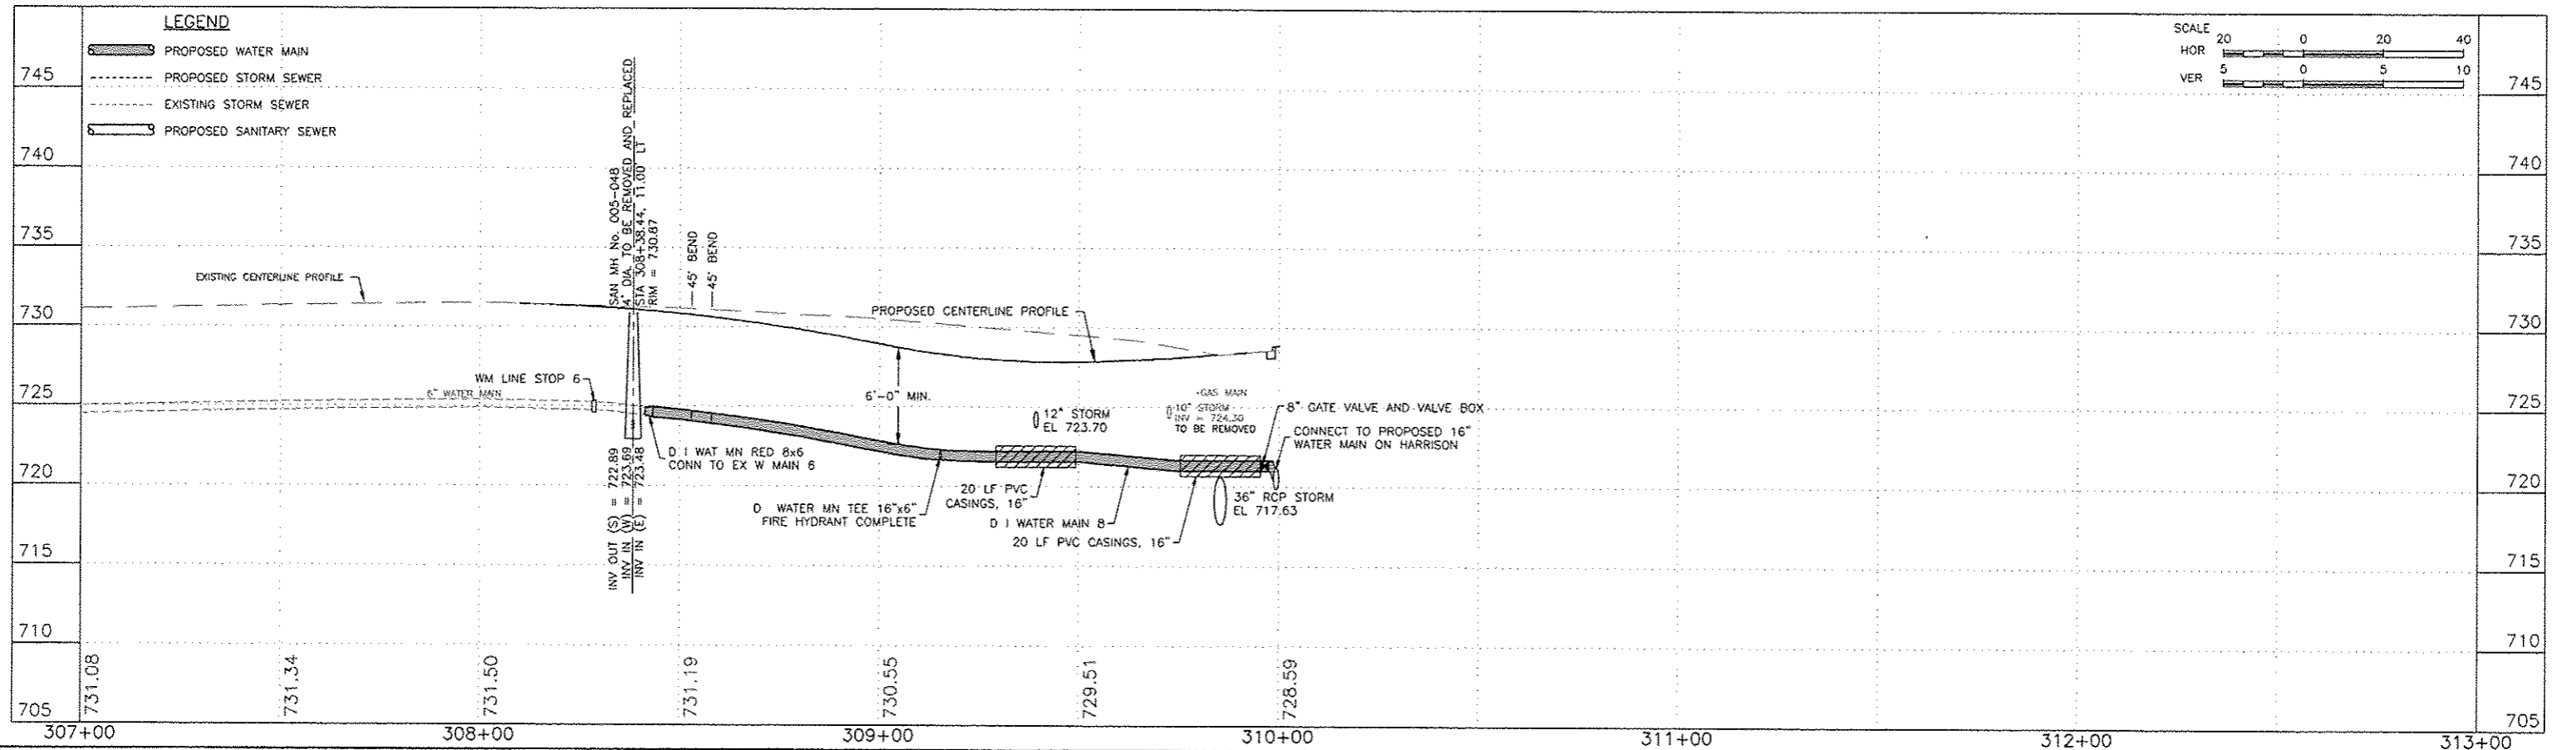 LEGEND
PROPOSED WATER MAIN
PROPOSED STORM SEWER
EXISTING STORM SEWER
PROPOSED SANITARY SEWER
SCALE
HOR
20 0 20 40
VER
5 0 5 10
745
740
735
730
725
720
715
710
705
745
740
735
730
725
720
715
710
705
SAN MH No. 005-048
4' DIA. TO BE REMOVED AND REPLACED
STA 308+38.44, 11.00' LT
RIM = 730.87
45° BEND
45° BEND
EXISTING CENTERLINE PROFILE
PROPOSED CENTERLINE PROFILE
WM LINE STOP 6
6" WATER MAIN
6'-0" MIN.
12" STORM
EL 723.70
GAS MAIN
10" STORM
INV = 724.30
TO BE REMOVED
8" GATE VALVE AND VALVE BOX
CONNECT TO PROPOSED 16"
WATER MAIN ON HARRISON
D I WAT MN RED 8x6
CONN TO EX W MAIN 6
INV OUT (S) = 722.89
INV IN (W) = 723.69
INV IN (E) = 723.48
20 LF PVC
CASINGS, 16"
D WATER MN TEE 16"x6"
FIRE HYDRANT COMPLETE
D I WATER MAIN 8
20 LF PVC CASINGS, 16"
36" RCP STORM
EL 717.63
731.08
731.34
731.50
731.19
730.55
729.51
728.59
307+00
308+00
309+00
310+00
311+00
312+00
313+00